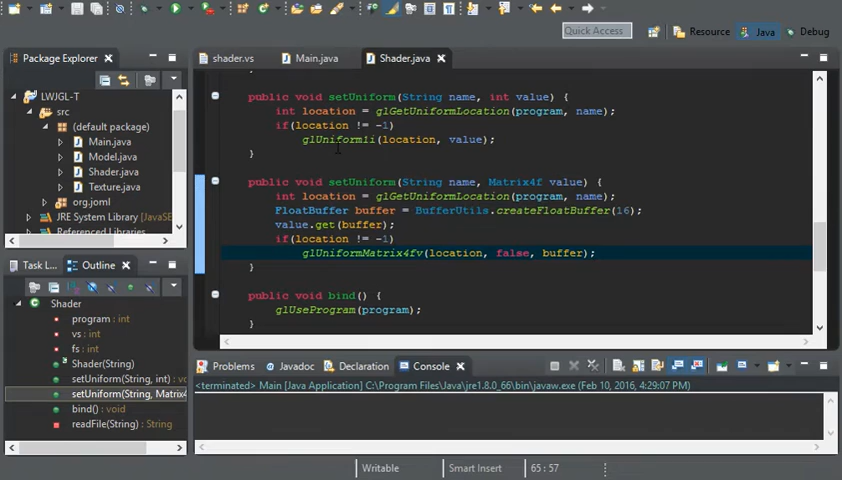 Quick Access
Resource
Java
Debug
Package Explorer
LWJGL-T
src
(default package)
Main.java
Model.java
Shader.java
Texture.java
org.joml
JRE System Library [JavaSE
Referenced Libraries
Task L...
Outline
Shader
program : int
vs : int
fs : int
Shader(String)
setUniform(String, int) : vo
setUniform(String, Matrix4
bind() : void
readFile(String) : String
shader.vs
Main.java
Shader.java
public void setUniform(String name, int value) {
int location = glGetUniformLocation(program, name);
if(location != -1)
glUniform1i(location, value);
}
public void setUniform(String name, Matrix4f value) {
int location = glGetUniformLocation(program, name);
FloatBuffer buffer = BufferUtils.createFloatBuffer(16);
value.get(buffer);
if(location != -1)
glUniformMatrix4fv(location, false, buffer);
}
public void bind() {
glUseProgram(program);
}
Problems
Javadoc
Declaration
Console
<terminated> Main [Java Application] C:\Program Files\Java\jre1.8.0_66\bin\javaw.exe (Feb 10, 2016, 4:29:07 PM)
Writable
Smart Insert
65 : 57